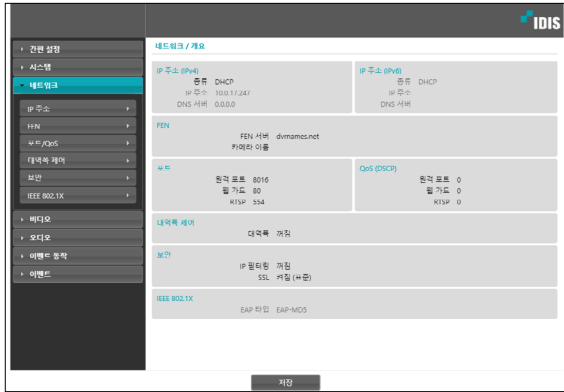 IDIS
간편 설정
시스템
네트워크
IP 주소
FEN
포트/QoS
대역폭 제어
보안
IEEE 802.1X
비디오
오디오
이벤트 동작
이벤트
네트워크 / 개요
IP 주소 (IPv4)
종류 DHCP
IP 주소 10.0.17.247
DNS 서버 0.0.0.0
IP 주소 (IPv6)
종류 DHCP
IP 주소
DNS 서버
FEN
FEN 서버 dvrnames.net
카메라 이름
포트
원격 포트 8016
웹 가드 80
RTSP 554
QoS (DSCP)
원격 포트 0
웹 가드 0
RTSP 0
대역폭 제어
대역폭 꺼짐
보안
IP 필터링 꺼짐
SSL 켜짐 (표준)
IEEE 802.1X
EAP 타입 EAP-MD5
저장